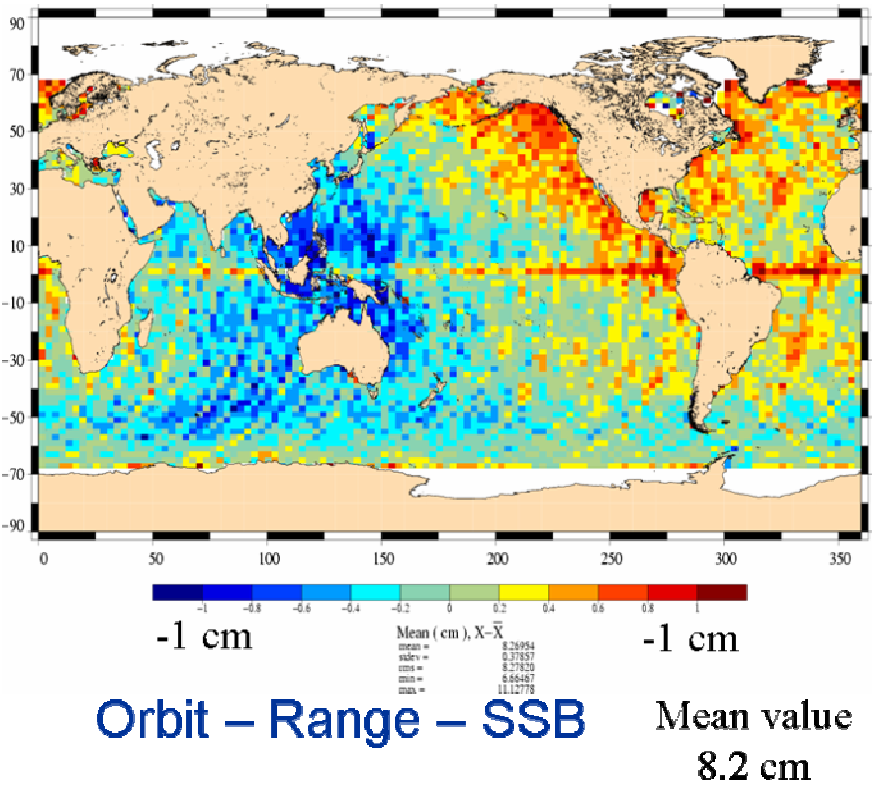 90
70
50
30
10
-10
-30
-50
-70
-90
0 50 100 150 200 250 300 350
-1 -0.8 -0.6 -0.4 -0.2 0 0.2 0.4 0.6 0.8 1
-1 cm -1 cm
Mean ( cm ), X-X̅
mean = 8.26954
stdev = 0.37857
rms = 8.27820
min = 6.66467
max. = 11.12778
Orbit – Range – SSB
Mean value
8.2 cm